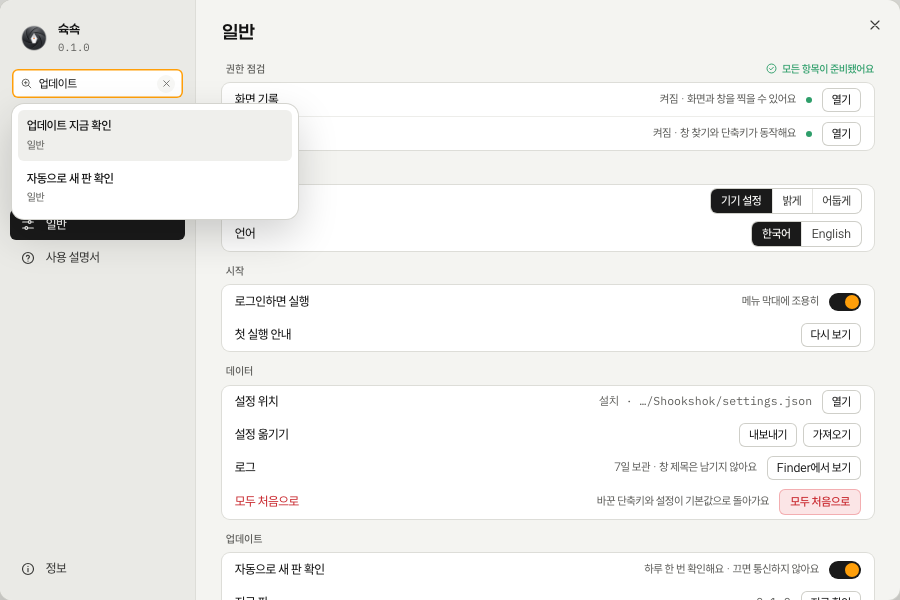 슉쇽
0.1.0
업데이트
업데이트 지금 확인
일반
자동으로 새 판 확인
일반
일반
사용 설명서
정보
일반
권한 점검
모든 항목이 준비됐어요
화면 기록
켜짐 · 화면과 창을 찍을 수 있어요
열기
켜짐 · 창 찾기와 단축키가 동작해요
열기
기기 설정 밝게 어둡게
언어
한국어 English
시작
로그인하면 실행
메뉴 막대에 조용히
첫 실행 안내
다시 보기
데이터
설정 위치
설치 · …/Shookshok/settings.json
열기
설정 옮기기
내보내기 가져오기
로그
7일 보관 · 창 제목은 남기지 않아요
Finder에서 보기
모두 처음으로
바꾼 단축키와 설정이 기본값으로 돌아가요
모두 처음으로
업데이트
자동으로 새 판 확인
하루 한 번 확인해요 · 끄면 통신하지 않아요